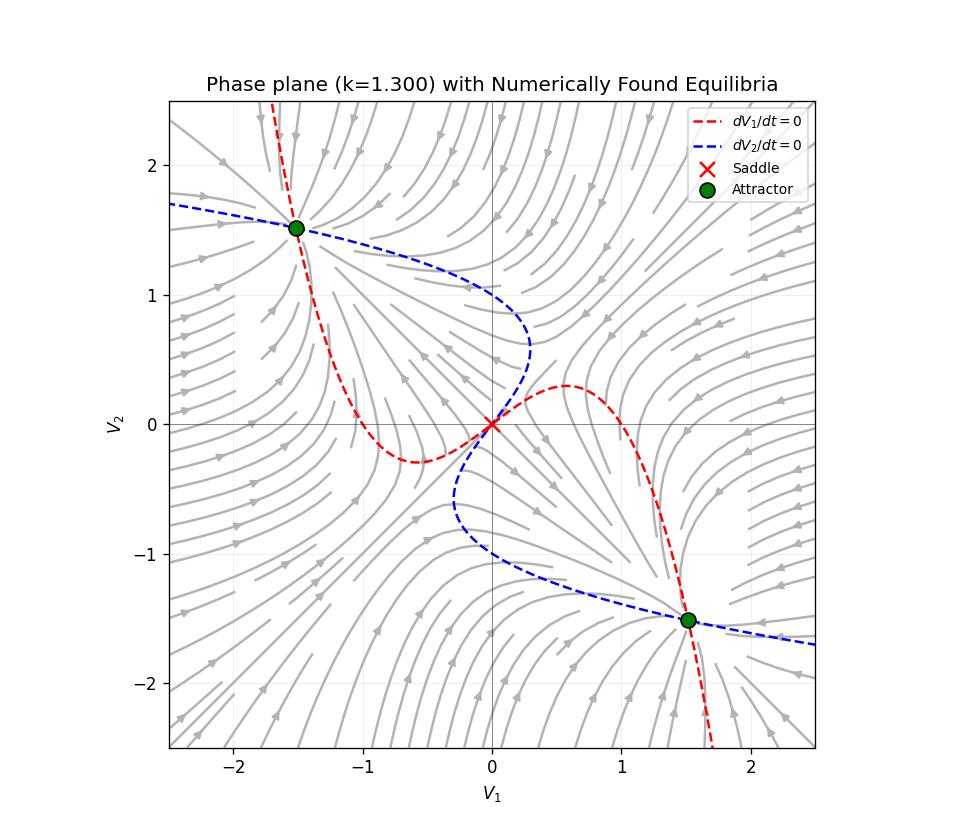 Phase plane (k=1.300) with Numerically Found Equilibria
dV₁/dt = 0
dV₂/dt = 0
Saddle
Attractor
2
1
0
−1
−2
V₂
−2
−1
0
1
2
V₁